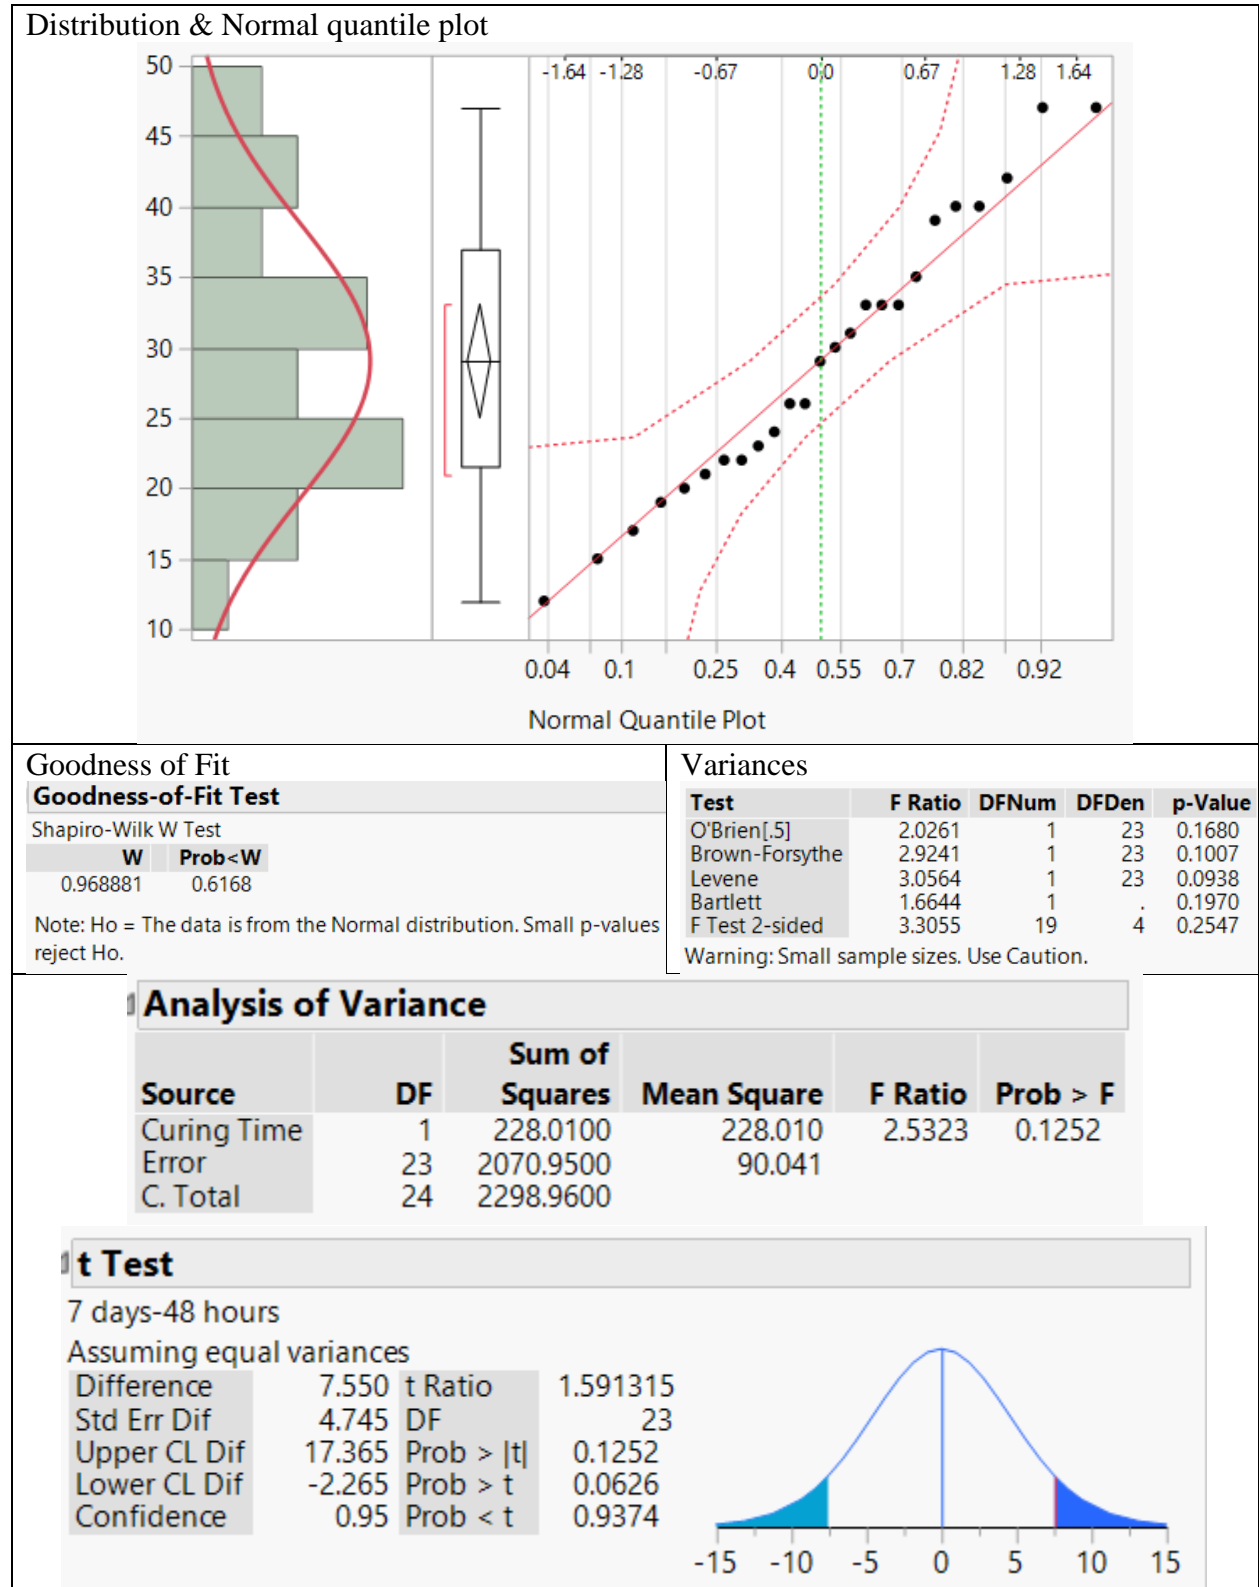 Distribution & Normal quantile plot
-1.64 -1.28 -0.67 0.0 0.67 1.28 1.64
50
45
40
35
30
25
20
15
10
0.04 0.1 0.25 0.4 0.55 0.7 0.82 0.92
Normal Quantile Plot
Goodness of Fit
Goodness-of-Fit Test
Shapiro-Wilk W Test
W Prob<W
0.968881 0.6168
Note: Ho = The data is from the Normal distribution. Small p-values
reject Ho.
Variances
Test F Ratio DFNum DFDen p-Value
O'Brien[.5] 2.0261 1 23 0.1680
Brown-Forsythe 2.9241 1 23 0.1007
Levene 3.0564 1 23 0.0938
Bartlett 1.6644 1 . 0.1970
F Test 2-sided 3.3055 19 4 0.2547
Warning: Small sample sizes. Use Caution.
Analysis of Variance
Sum of
Source DF Squares Mean Square F Ratio Prob > F
Curing Time 1 228.0100 228.010 2.5323 0.1252
Error 23 2070.9500 90.041
C. Total 24 2298.9600
t Test
7 days-48 hours
Assuming equal variances
Difference 7.550 t Ratio 1.591315
Std Err Dif 4.745 DF 23
Upper CL Dif 17.365 Prob > |t| 0.1252
Lower CL Dif -2.265 Prob > t 0.0626
Confidence 0.95 Prob < t 0.9374
-15 -10 -5 0 5 10 15